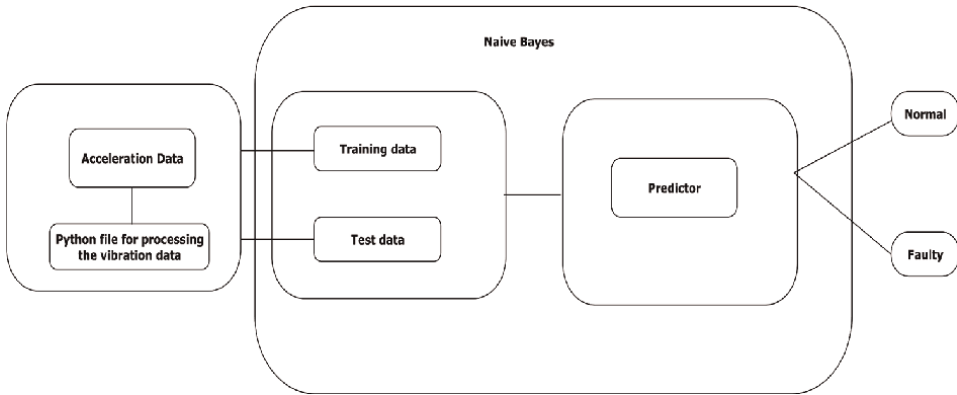 Naive Bayes
Acceleration Data
Python file for processing
the vibration data
Training data
Test data
Predictor
Normal
Faulty